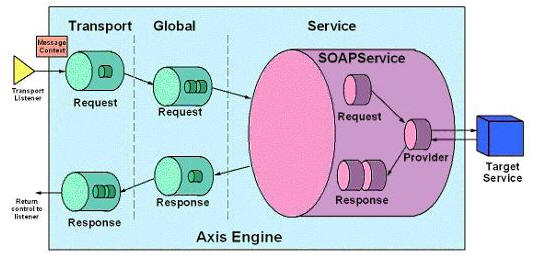 Transport
Global
Service
Message
Context
SOAPService
Transport
Listener
Request
Request
Request
Provider
Target
Service
Response
Response
Response
Return
control to
listener
Axis Engine